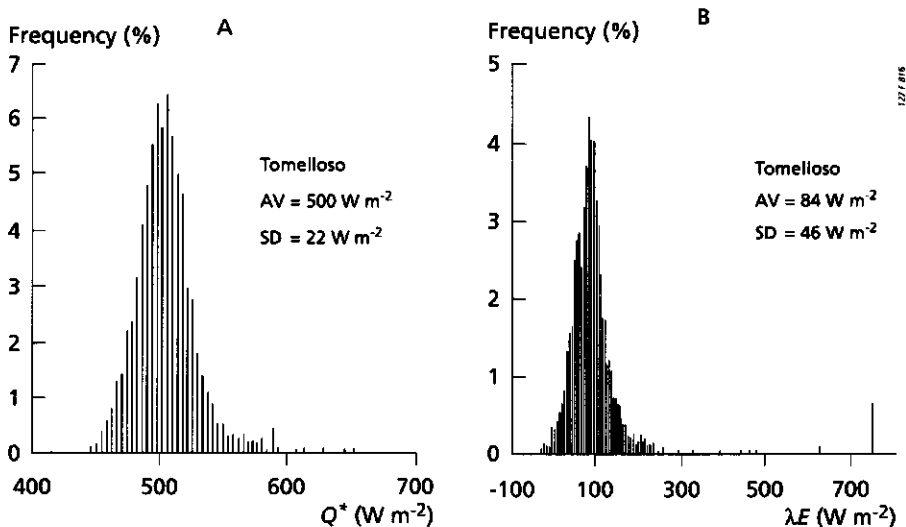 A
Frequency (%)
7
6
5
4
3
2
1
0
400
500
600
700
Q* (W m-2)
Tomelloso
AV = 500 W m-2
SD = 22 W m-2
B
Frequency (%)
5
4
3
2
1
0
-100
100
300
500
700
λE (W m-2)
Tomelloso
AV = 84 W m-2
SD = 46 W m-2